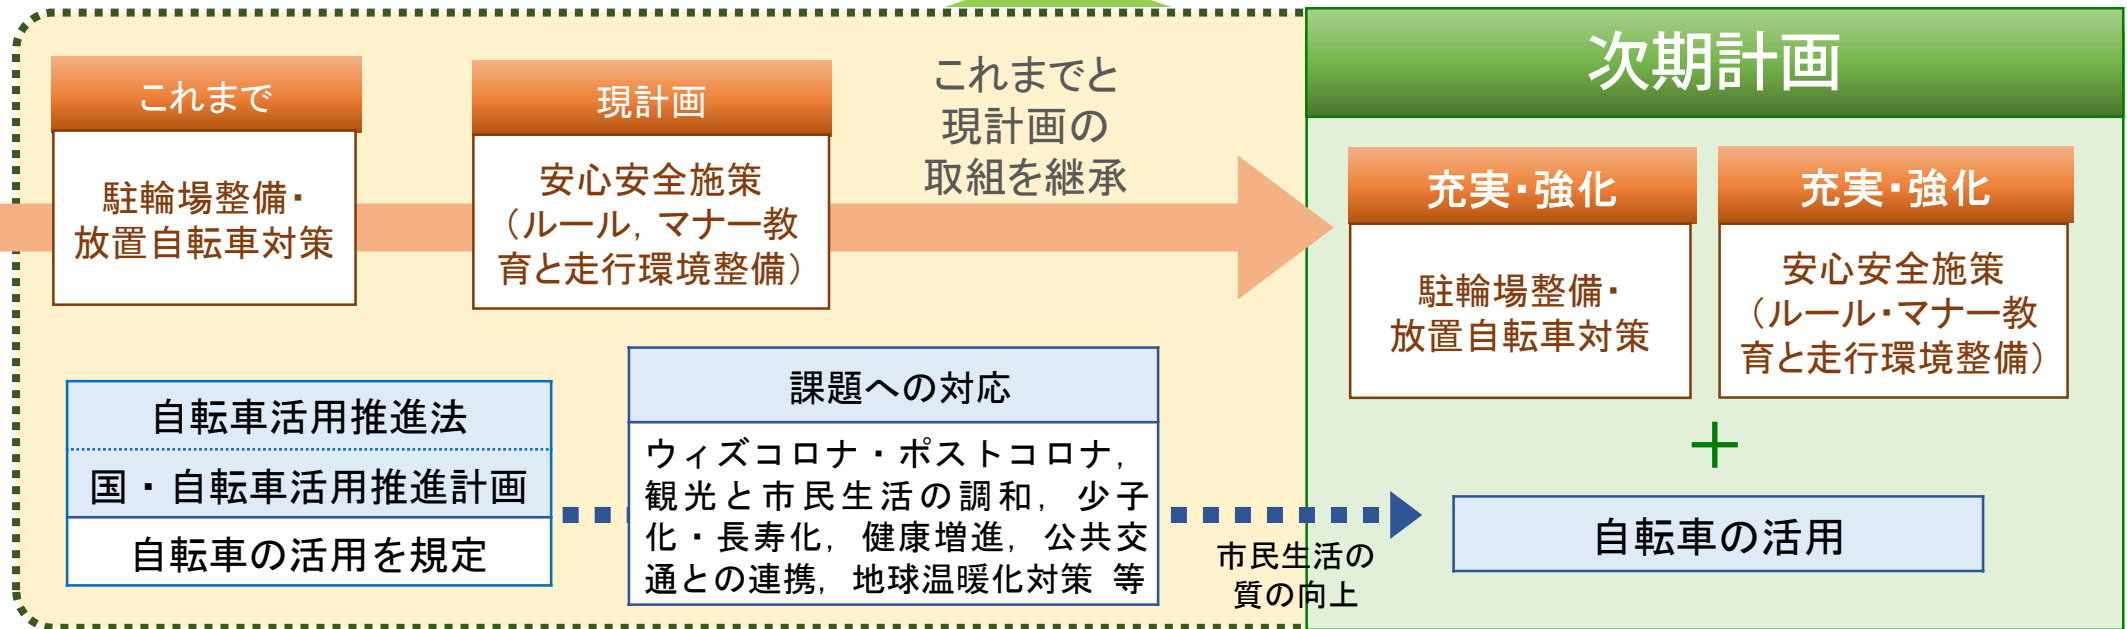 これまで
駐輪場整備・
放置自転車対策
現計画
安心安全施策
（ルール，マナー教
育と走行環境整備）
これまでと
現計画の
取組を継承
自転車活用推進法
国・自転車活用推進計画
自転車の活用を規定
課題への対応
ウィズコロナ・ポストコロナ，
観光と市民生活の調和，少子
化・長寿化，健康増進，公共交
通との連携，地球温暖化対策 等
市民生活の
質の向上
次期計画
充実・強化
駐輪場整備・
放置自転車対策
充実・強化
安心安全施策
（ルール・マナー教
育と走行環境整備）
＋
自転車の活用